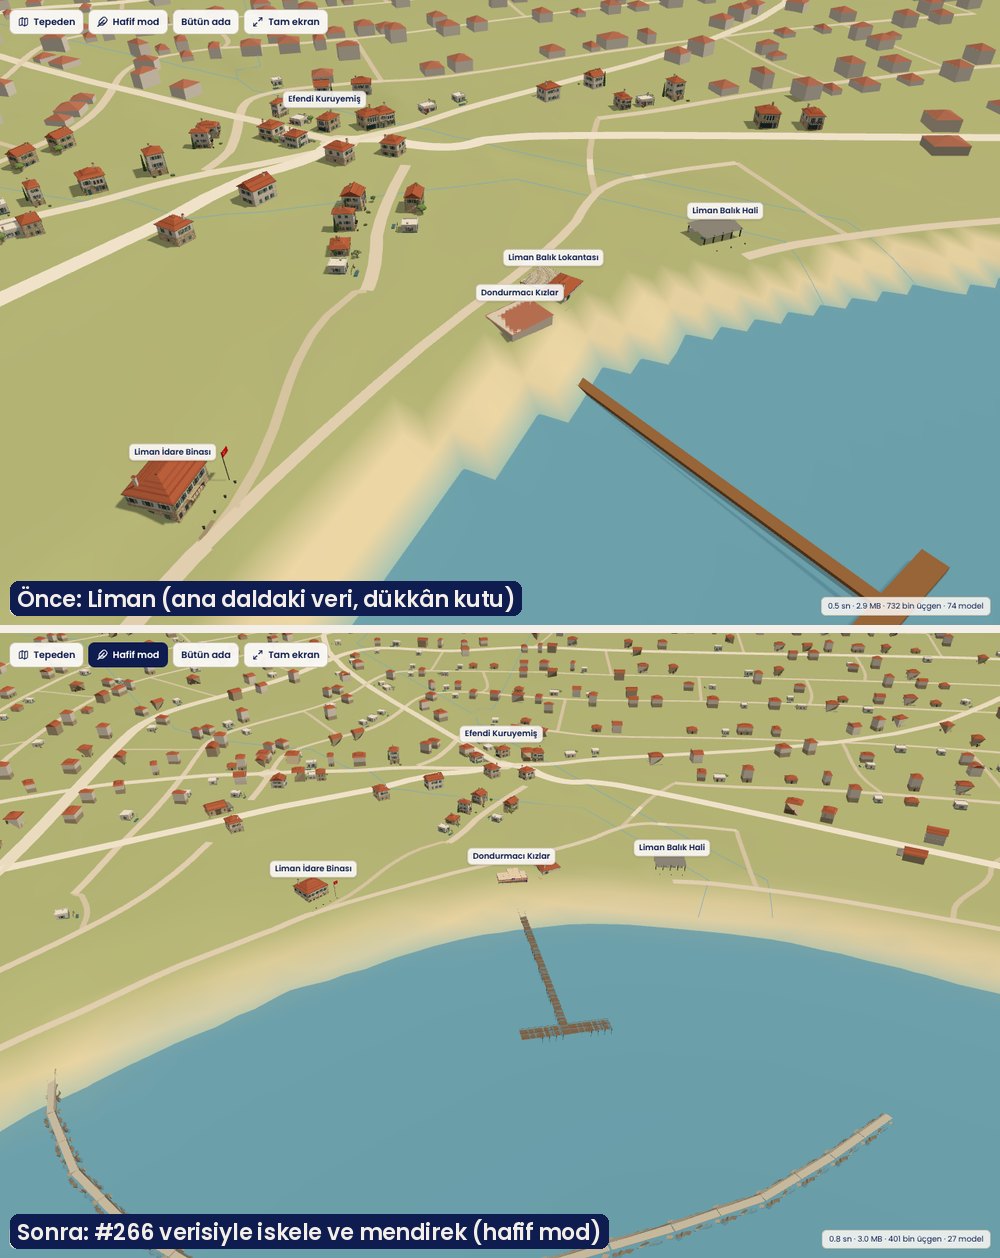 Tepeden Hafif mod Bütün ada Tam ekran
Efendi Kuruyemiş
Liman Balık Hali
Liman Balık Lokantası
Dondurmacı Kızlar
Liman İdare Binası
Önce: Liman (ana daldaki veri, dükkân kutu)
0.5 sn · 2.9 MB · 732 bin üçgen · 74 model
Tepeden Hafif mod Bütün ada Tam ekran
Efendi Kuruyemiş
Liman Balık Hali
Dondurmacı Kızlar
Liman İdare Binası
Sonra: #266 verisiyle iskele ve mendirek (hafif mod)
0.8 sn · 3.0 MB · 401 bin üçgen · 27 model